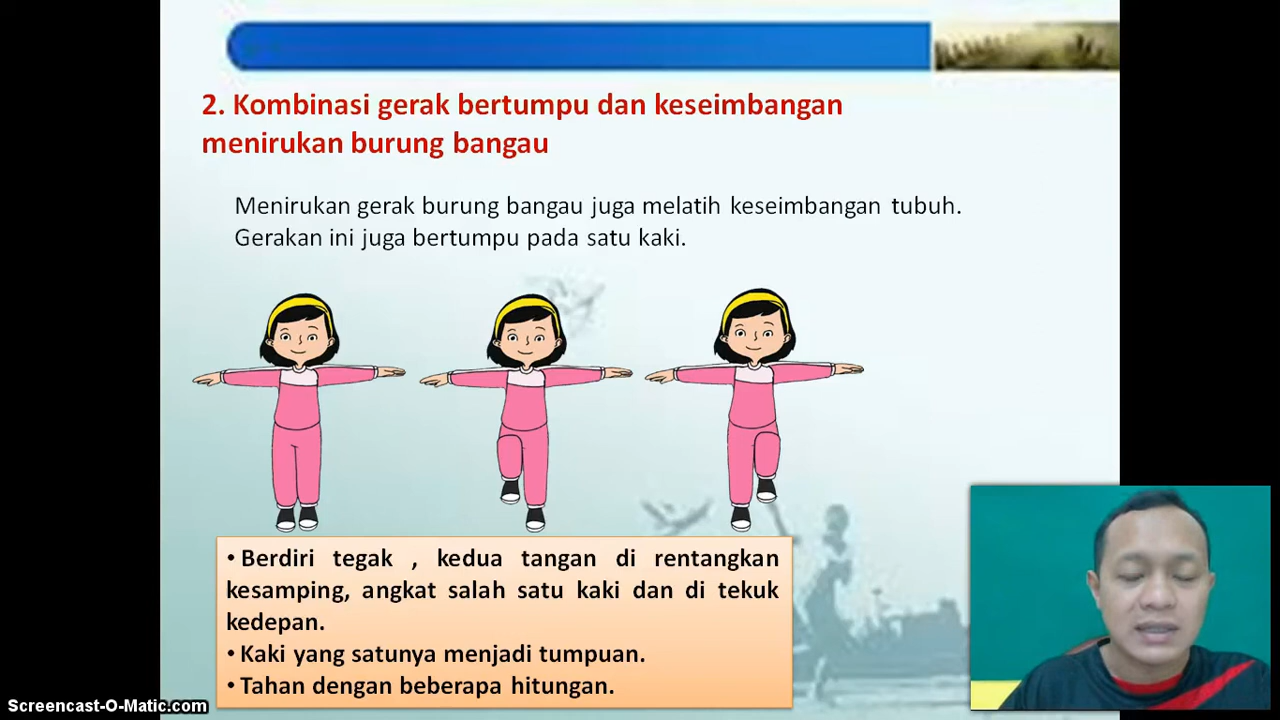 2. Kombinasi gerak bertumpu dan keseimbangan
menirukan burung bangau
Menirukan gerak burung bangau juga melatih keseimbangan tubuh.
Gerakan ini juga bertumpu pada satu kaki.
• Berdiri tegak , kedua tangan di rentangkan
kesamping, angkat salah satu kaki dan di tekuk
kedepan.
• Kaki yang satunya menjadi tumpuan.
• Tahan dengan beberapa hitungan.
Screencast-O-Matic.com